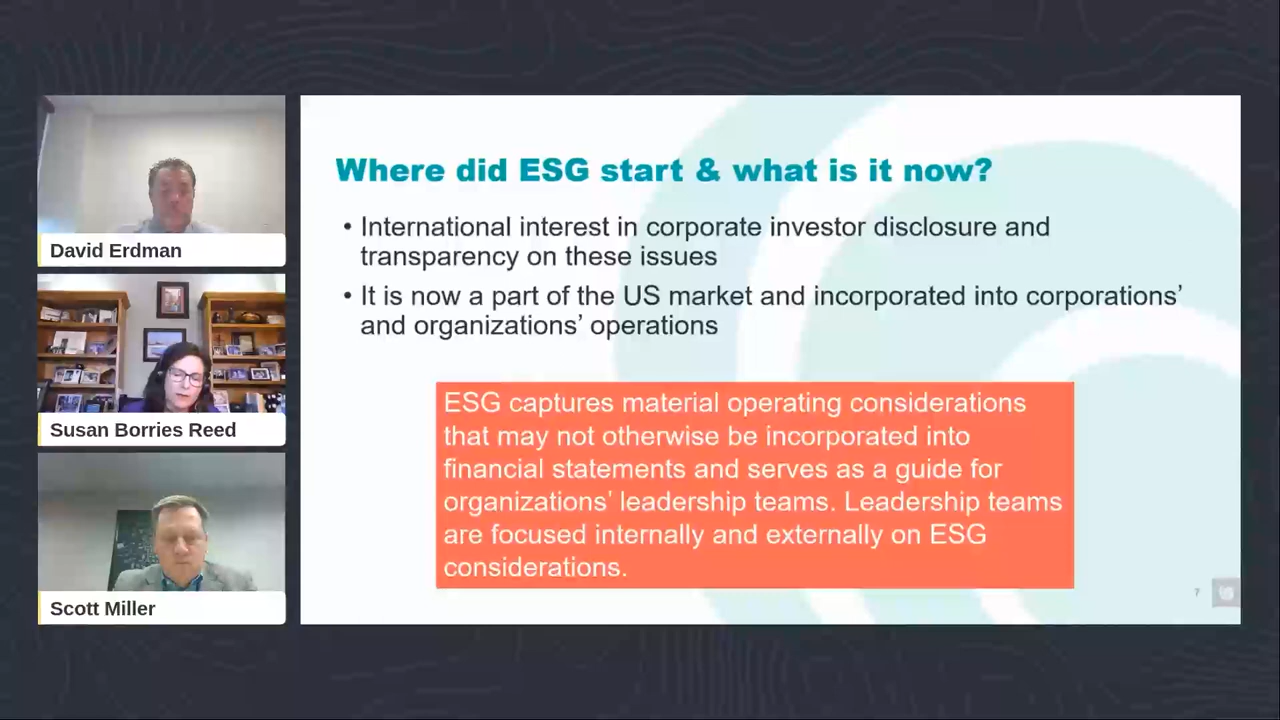 David Erdman
Susan Borries Reed
Scott Miller
Where did ESG start & what is it now?
• International interest in corporate investor disclosure and
transparency on these issues
• It is now a part of the US market and incorporated into corporations’
and organizations’ operations
ESG captures material operating considerations
that may not otherwise be incorporated into
financial statements and serves as a guide for
organizations’ leadership teams. Leadership teams
are focused internally and externally on ESG
considerations.
7